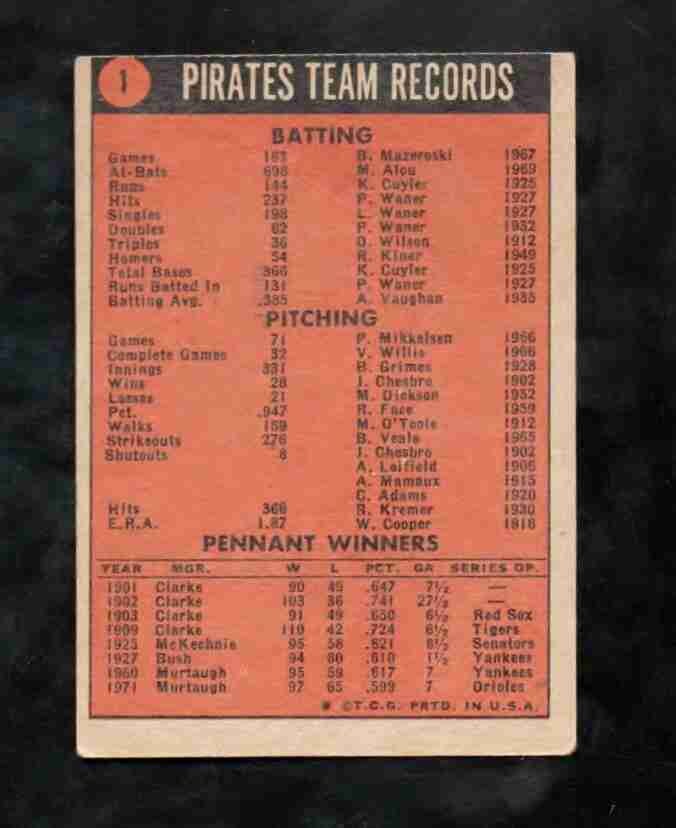 1 PIRATES TEAM RECORDS
BATTING
Games 163 B. Mazeroski 1967
At-Bats 698 M. Alou 1969
Runs 144 K. Cuyler 1925
Hits 237 P. Waner 1927
Singles 198 L. Waner 1927
Doubles 62 P. Waner 1932
Triples 36 O. Wilson 1912
Homers 54 R. Kiner 1949
Total Bases 366 K. Cuyler 1925
Runs Batted In 131 P. Waner 1927
Batting Avg. .385 A. Vaughan 1935
PITCHING
Games 71 P. Mikkelsen 1966
Complete Games 32 V. Willis 1906
Innings 331 B. Grimes 1928
Wins 28 J. Chesbro 1902
Losses 21 M. Dickson 1952
Pct. .947 R. Face 1959
Walks 159 M. O'Toole 1912
Strikeouts 276 B. Veale 1965
Shutouts 8 J. Chesbro 1902
A. Leifield 1906
A. Mamaux 1915
C. Adams 1920
Hits 366 R. Kremer 1930
E.R.A. 1.87 W. Cooper 1916
PENNANT WINNERS
YEAR MGR. W L PCT. GA SERIES OP.
1901 Clarke 90 49 .647 7½ —
1902 Clarke 103 36 .741 27½ —
1903 Clarke 91 49 .650 6½ Red Sox
1909 Clarke 110 42 .724 6½ Tigers
1925 McKechnie 95 58 .621 8½ Senators
1927 Bush 94 60 .610 1½ Yankees
1960 Murtaugh 95 59 .617 7 Yankees
1971 Murtaugh 97 65 .599 7 Orioles
©T.C.G. PRTD. IN U.S.A.